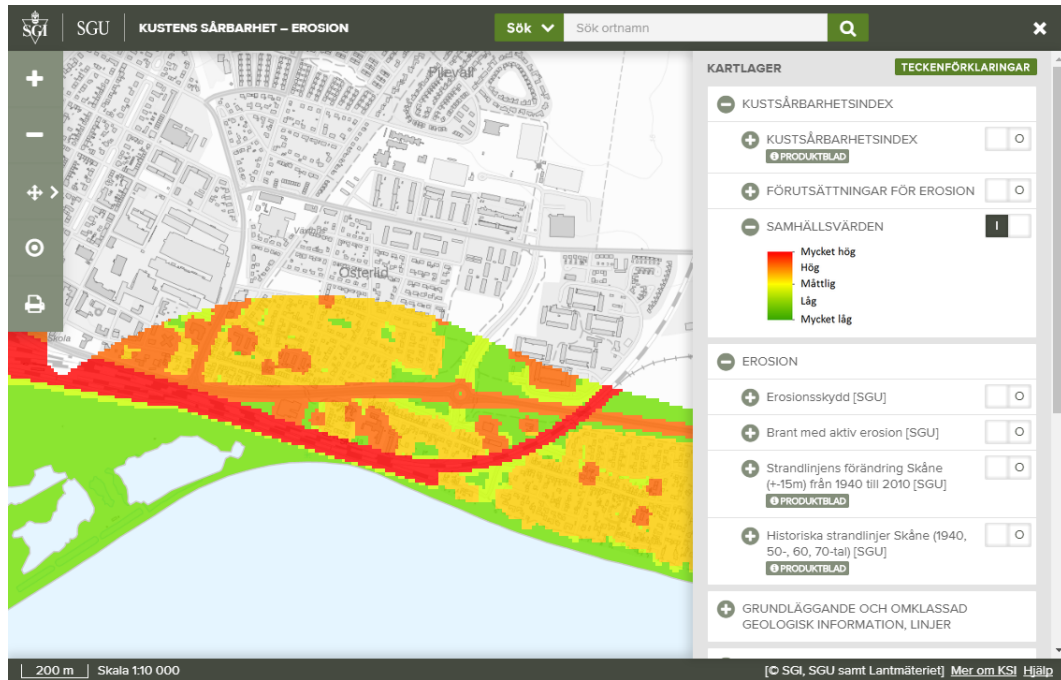 SGI
SGU
KUSTENS SÅRBARHET – EROSION
Sök
Sök ortnamn
KARTLAGER
TECKENFÖRKLARINGAR
KUSTSÅRBARHETSINDEX
KUSTSÅRBARHETSINDEX
PRODUKTBLAD
FÖRUTSÄTTNINGAR FÖR EROSION
SAMHÄLLSVÄRDEN
Mycket hög
Hög
Måttlig
Låg
Mycket låg
EROSION
Erosionsskydd [SGU]
Brant med aktiv erosion [SGU]
Strandlinjens förändring Skåne
(+-15m) från 1940 till 2010 [SGU]
PRODUKTBLAD
Historiska strandlinjer Skåne (1940,
50-, 60, 70-tal) [SGU]
PRODUKTBLAD
GRUNDLÄGGANDE OCH OMKLASSAD
GEOLOGISK INFORMATION, LINJER
Pilevall
Växthus
Österlid
Skola
200 m
Skala 1:10 000
[© SGI, SGU samt Lantmäteriet] Mer om KSI Hjälp